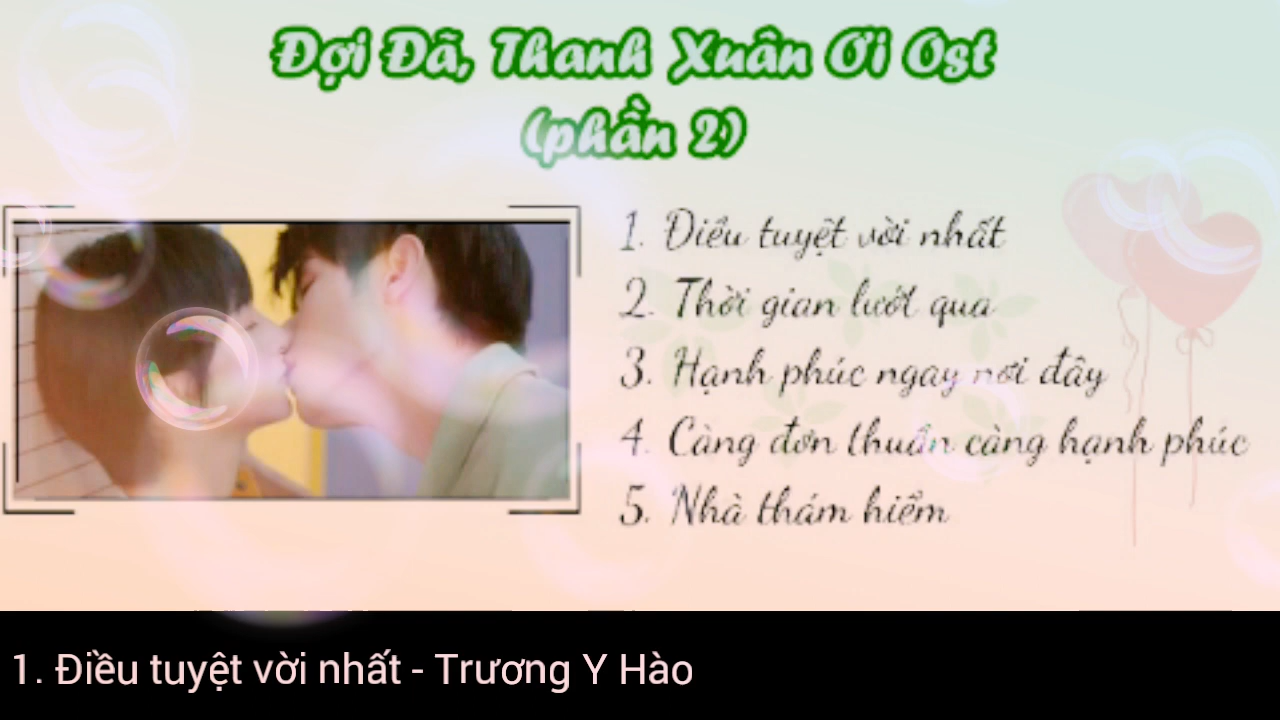 Đợi Đã, Thanh Xuân Ơi Ost
(phần 2)
1. Điều tuyệt vời nhất
2. Thời gian lướt qua
3. Hạnh phúc ngay nơi đây
4. Càng đơn thuần càng hạnh phúc
5. Nhà thám hiểm
1. Điều tuyệt vời nhất - Trương Y Hào